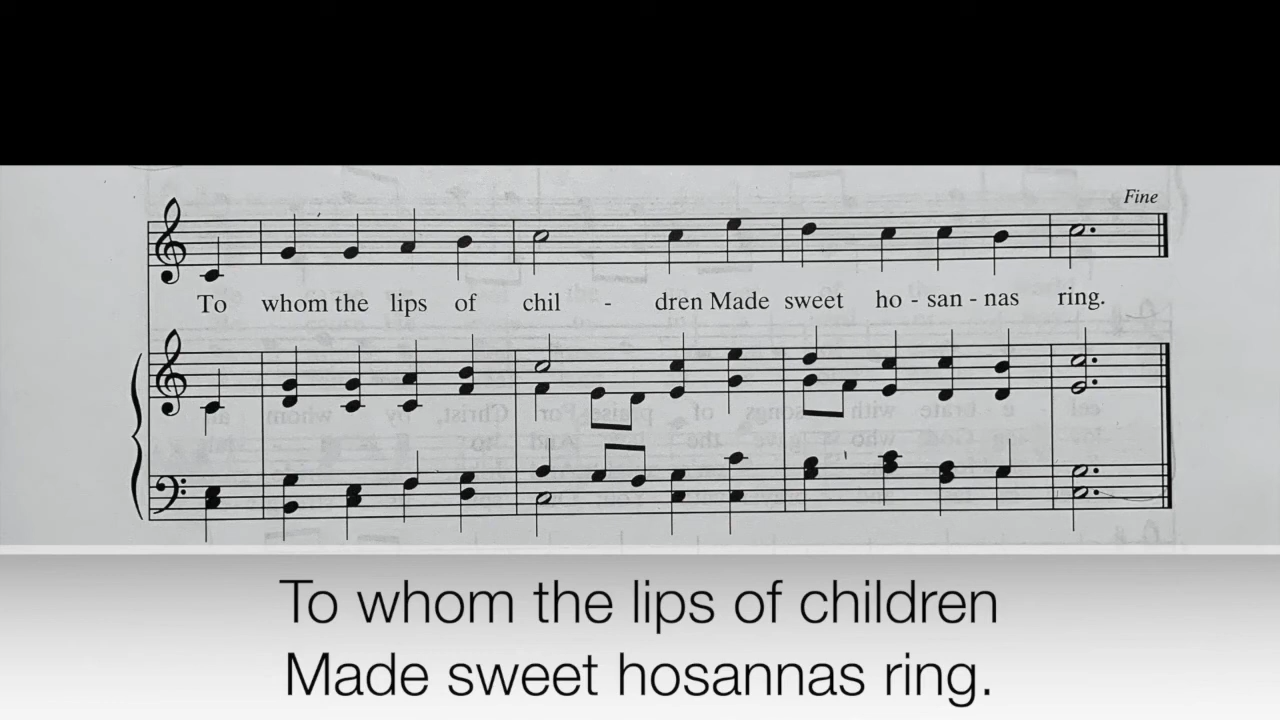 Fine
To whom the lips of chil - dren Made sweet ho - san - nas ring.
To whom the lips of children
Made sweet hosannas ring.